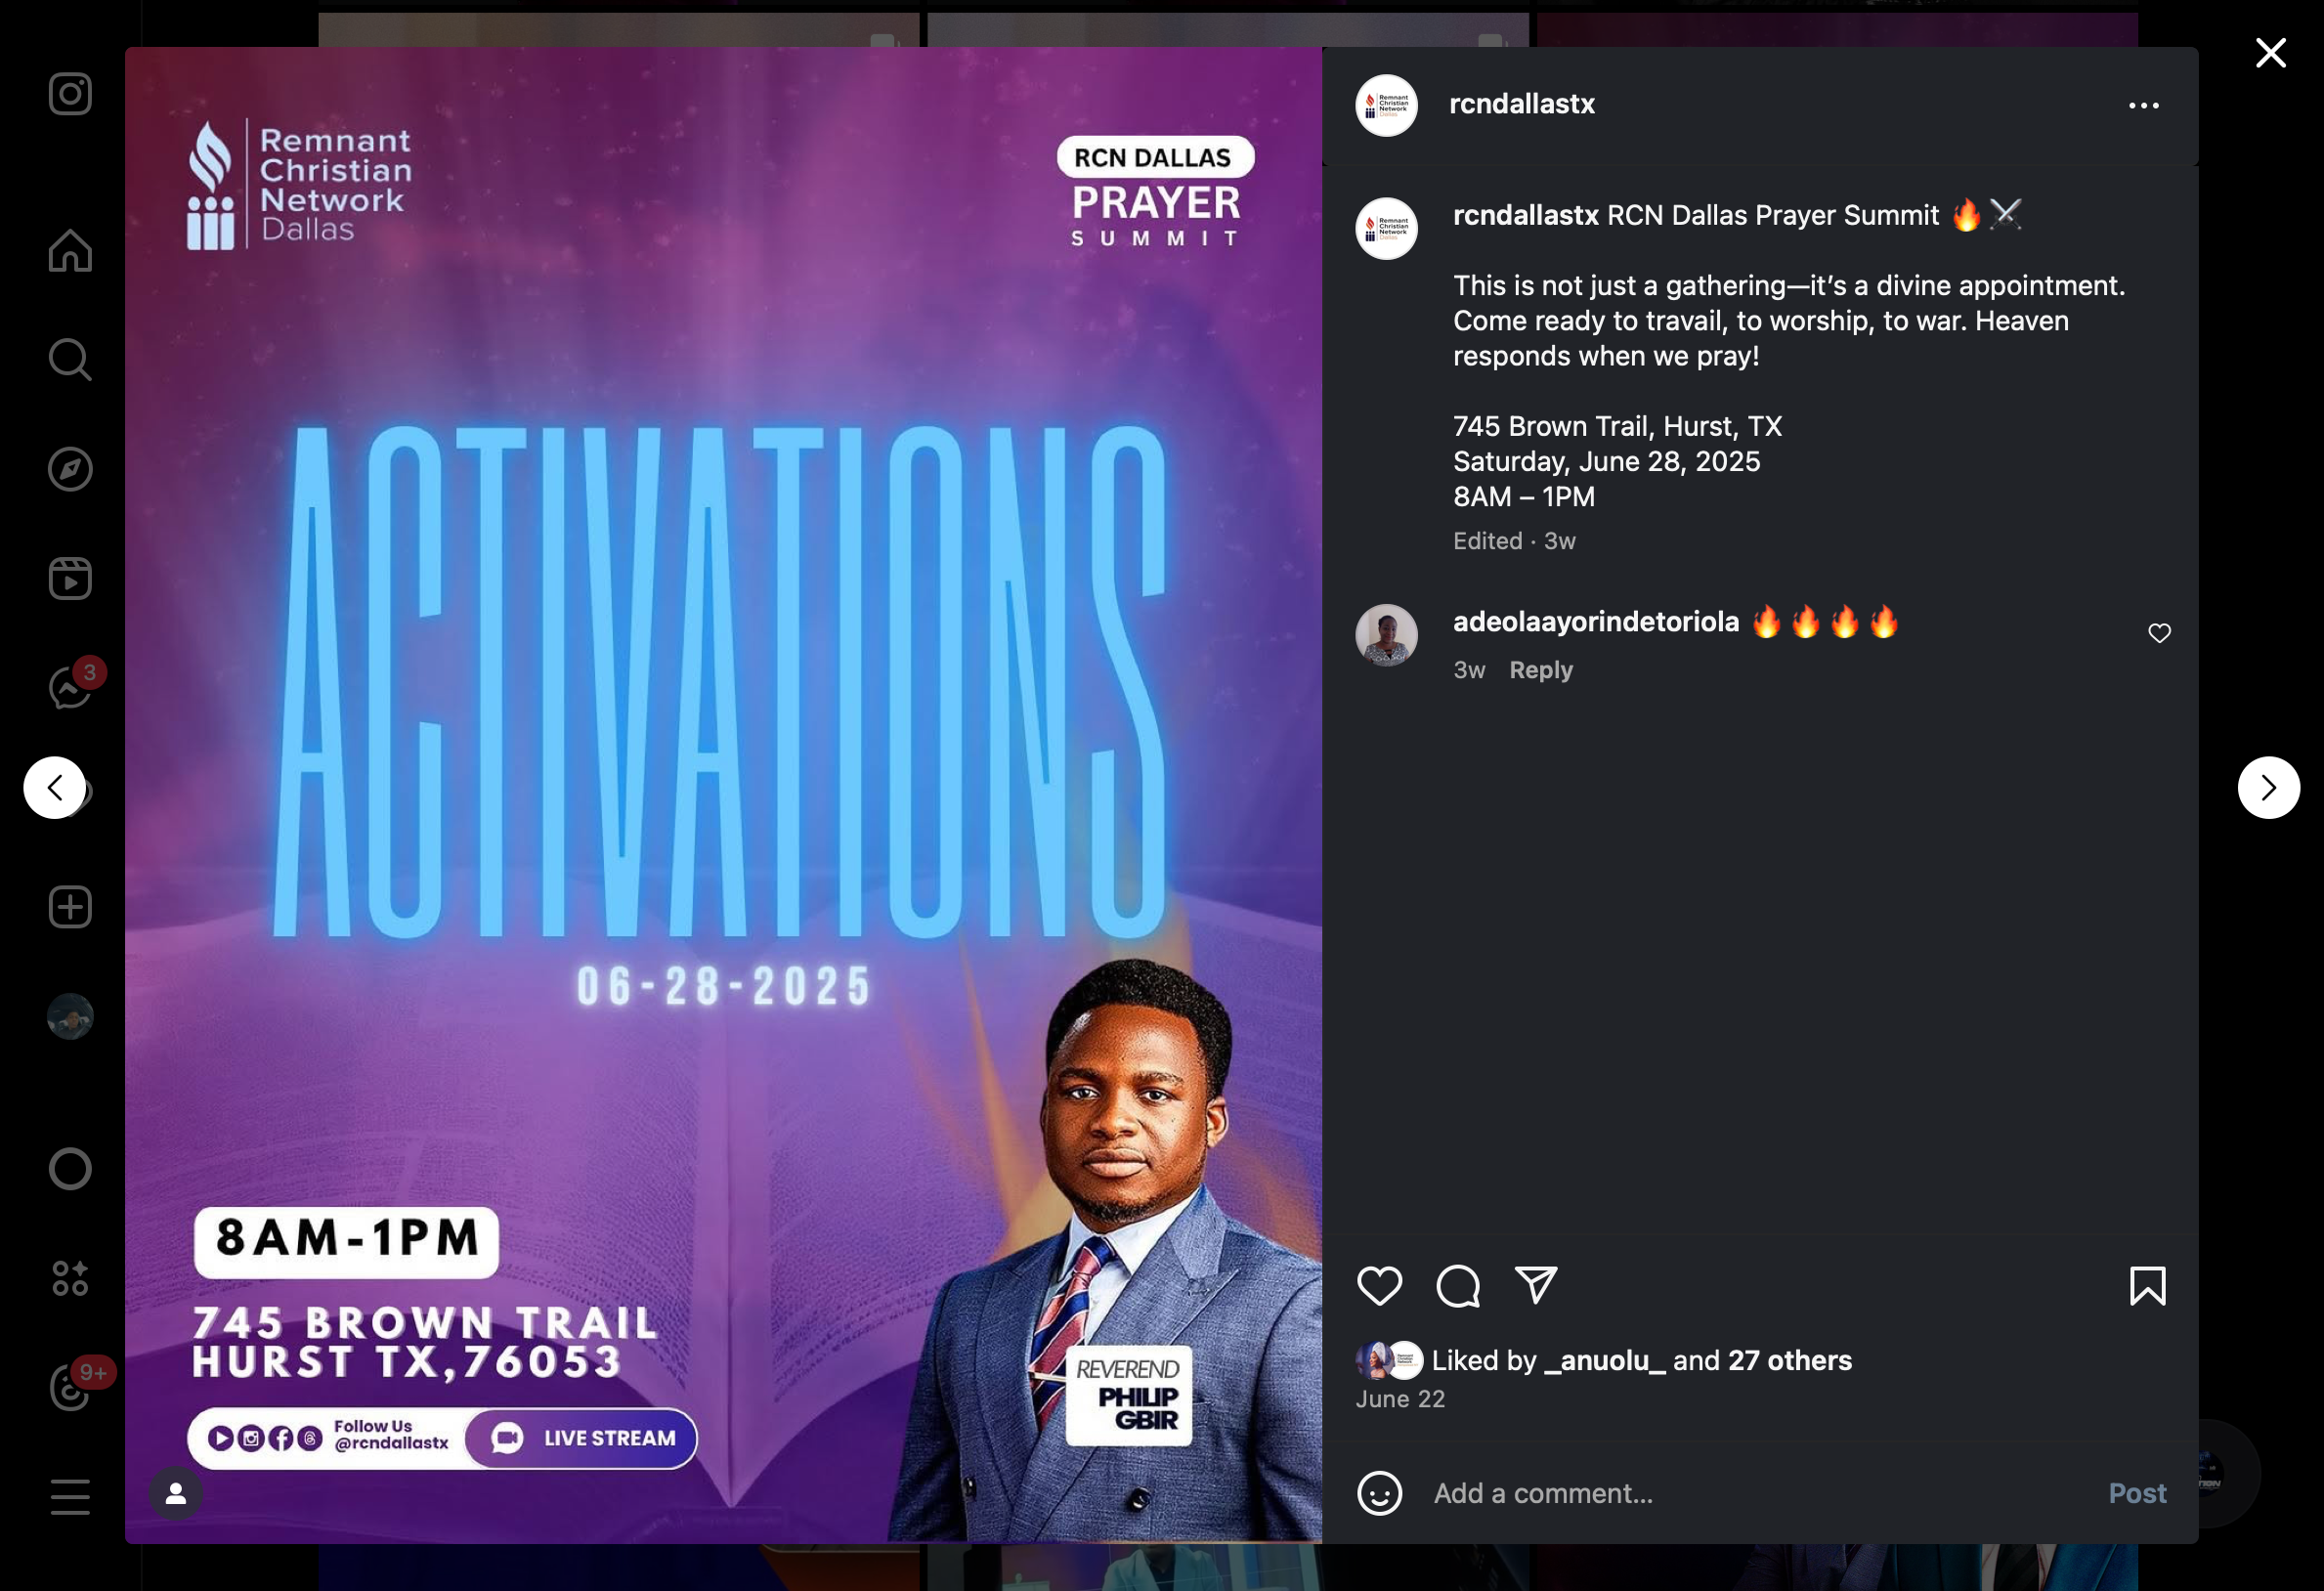 Remnant
Christian
Network
Dallas
RCN DALLAS
PRAYER
SUMMIT
ACTIVATIONS
06-28-2025
8AM-1PM
745 BROWN TRAIL
HURST TX,76053
Follow Us
@rcndallastx
LIVE STREAM
REVEREND
PHILIP
GBIR
3
9+
rcndallastx
rcndallastx RCN Dallas Prayer Summit 🔥⚔️
This is not just a gathering—it’s a divine appointment.
Come ready to travail, to worship, to war. Heaven
responds when we pray!
745 Brown Trail, Hurst, TX
Saturday, June 28, 2025
8AM – 1PM
Edited · 3w
adeolaayorindetoriola 🔥🔥🔥🔥
3w Reply
Liked by _anuolu_ and 27 others
June 22
Add a comment...
Post